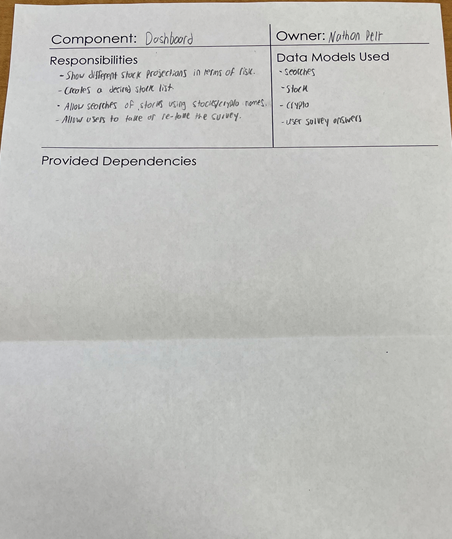 Component: Dashboard
Owner: Nathan Pelt
Responsibilities
- Show different stock projections in terms of risk.
- Creates a desired stock list
- Allow searches of stocks using stocks/crypto names.
- Allow users to take or re-take the survey.
Data Models Used
- searches
- Stock
- Crypto
- user survey answers
Provided Dependencies